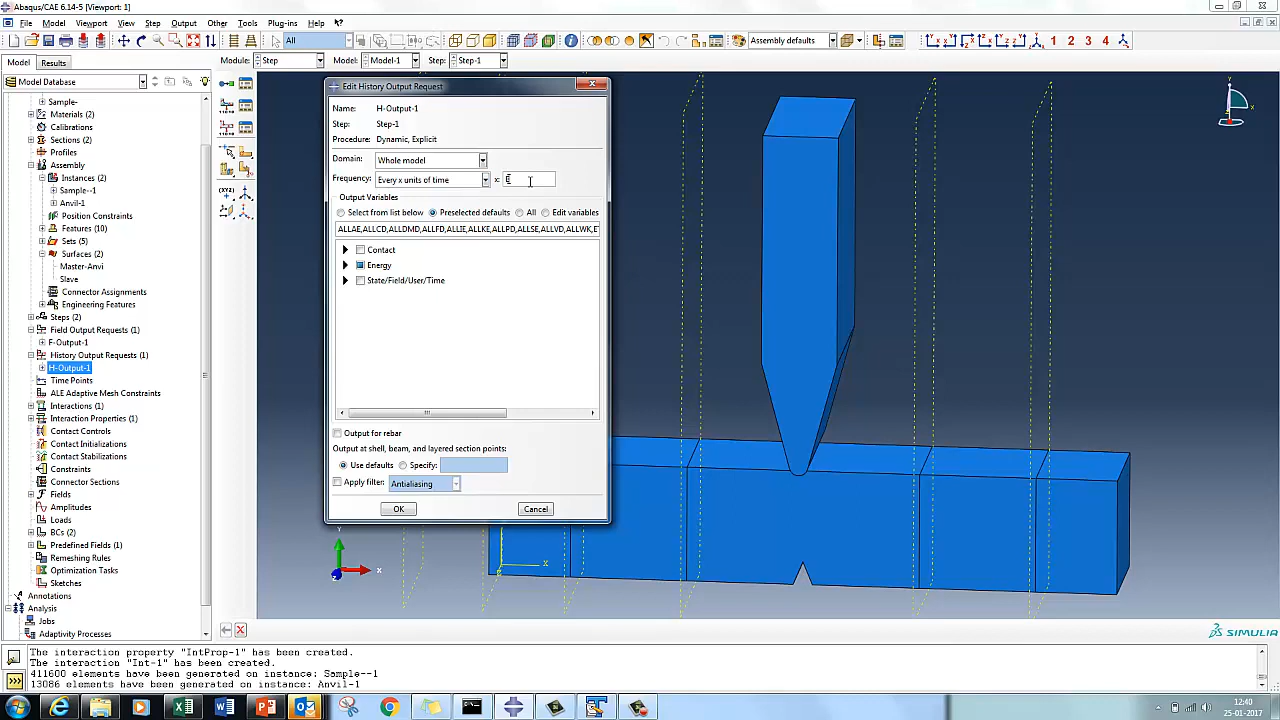 Abaqus/CAE 6.14-5 [Viewport: 1]
File Model Viewport View Step Output Other Tools Plug-ins Help
All
Assembly defaults
1 2 3 4
Model Results
Module: Step Model: Model-1 Step: Step-1
Model Database
Sample-
Materials (2)
Calibrations
Sections (2)
Profiles
Assembly
Instances (2)
Sample--1
Anvil-1
Position Constraints
Features (10)
Sets (5)
Surfaces (2)
Master-Anvi
Slave
Connector Assignments
Engineering Features
Steps (2)
Field Output Requests (1)
F-Output-1
History Output Requests (1)
H-Output-1
Time Points
ALE Adaptive Mesh Constraints
Interactions (1)
Interaction Properties (1)
Contact Controls
Contact Initializations
Contact Stabilizations
Constraints
Connector Sections
Fields
Amplitudes
Loads
BCs (2)
Predefined Fields (1)
Remeshing Rules
Optimization Tasks
Sketches
Annotations
Analysis
Jobs
Adaptivity Processes
Edit History Output Request
Name: H-Output-1
Step: Step-1
Procedure: Dynamic, Explicit
Domain: Whole model
Frequency: Every x units of time x:
Output Variables
Select from list below Preselected defaults All Edit variables
ALLAE,ALLCD,ALLDMD,ALLFD,ALLIE,ALLKE,ALLPD,ALLSE,ALLVD,ALLWK,ET
Contact
Energy
State/Field/User/Time
Output for rebar
Output at shell, beam, and layered section points:
Use defaults Specify:
Apply filter: Antialiasing
OK Cancel
Y
X
Y
X
Z
X
SIMULIA
The interaction property "IntProp-1" has been created.
The interaction "Int-1" has been created.
411600 elements have been generated on instance: Sample--1
13086 elements have been generated on instance: Anvil-1
>>>
12:40
25-01-2017